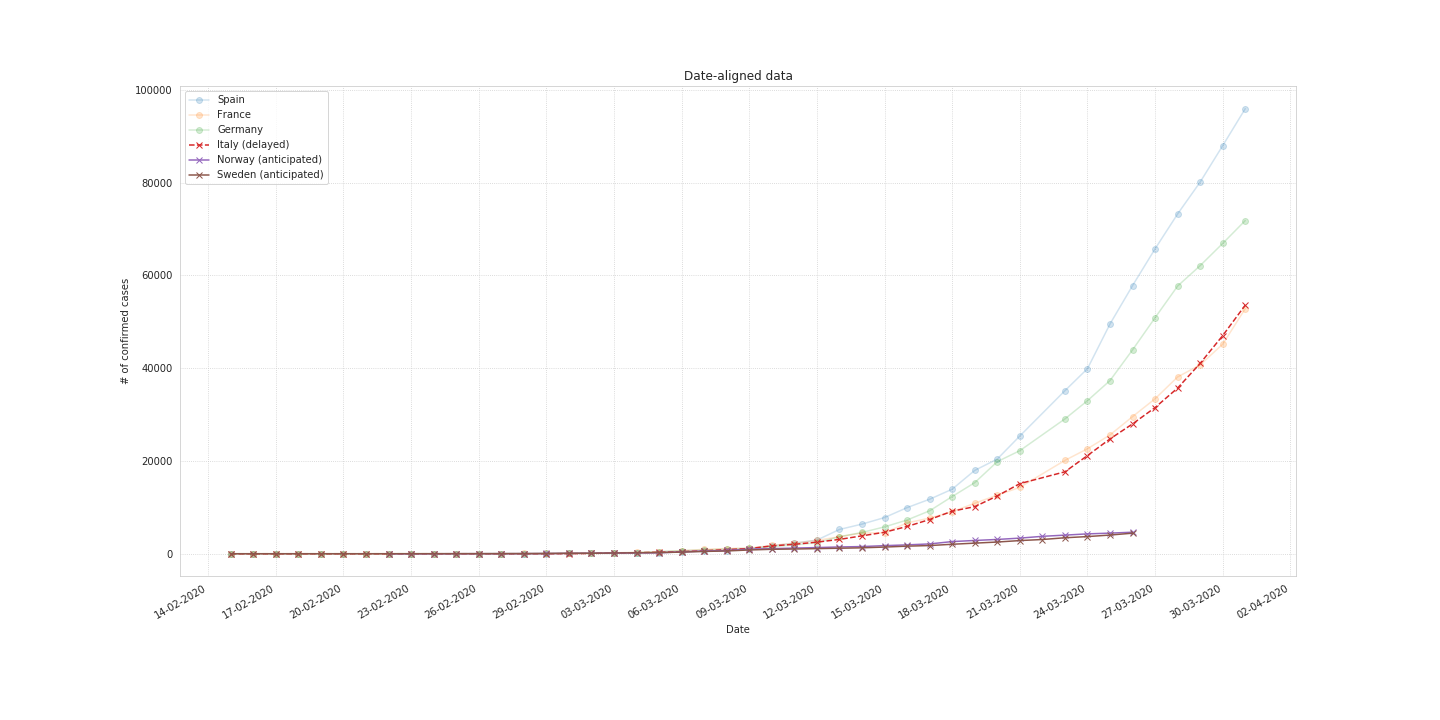 Date-aligned data
100000
80000
60000
40000
20000
0
# of confirmed cases
Spain
France
Germany
Italy (delayed)
Norway (anticipated)
Sweden (anticipated)
14-02-2020
17-02-2020
20-02-2020
23-02-2020
26-02-2020
29-02-2020
03-03-2020
06-03-2020
09-03-2020
12-03-2020
15-03-2020
18-03-2020
21-03-2020
24-03-2020
27-03-2020
30-03-2020
02-04-2020
Date